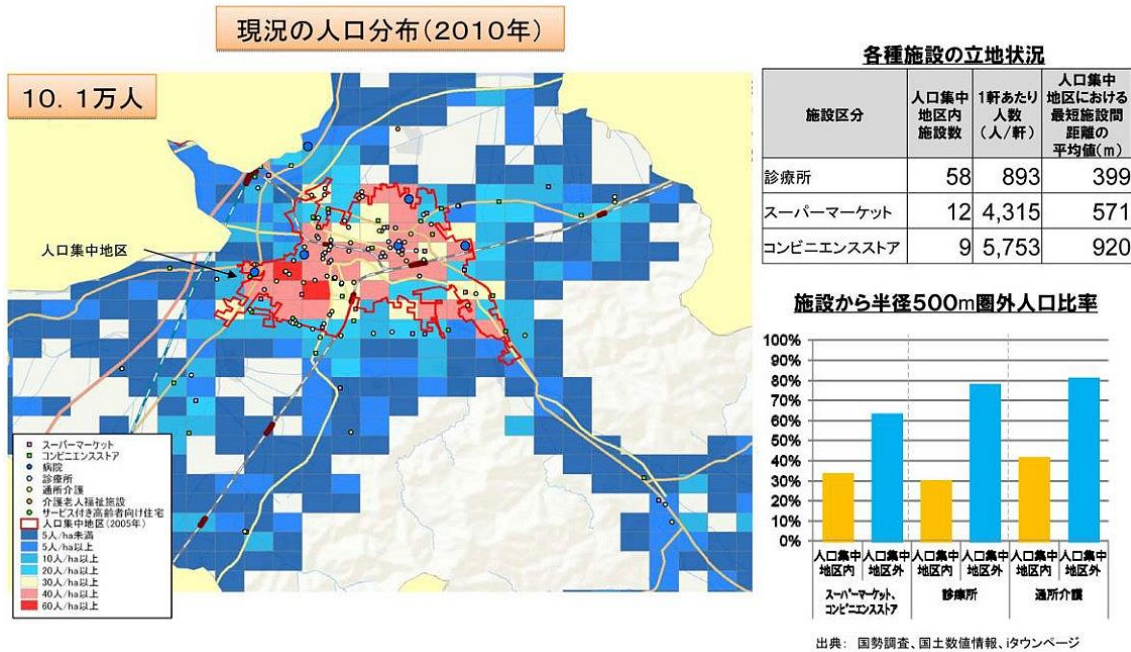 現況の人口分布（2010年）
10．1万人
人口集中地区
スーパーマーケット
コンビニエンスストア
病院
診療所
通所介護
介護老人福祉施設
サービス付き高齢者向け住宅
人口集中地区（2005年）
5人/ha未満
5人/ha以上
10人/ha以上
20人/ha以上
30人/ha以上
40人/ha以上
60人/ha以上
各種施設の立地状況
施設区分
人口集中
地区内
施設数
1軒あたり
人数
（人/軒）
人口集中
地区における
最短施設間
距離の
平均値（m）
診療所 58 893 399
スーパーマーケット 12 4,315 571
コンビニエンスストア 9 5,753 920
施設から半径500m圏外人口比率
100%
90%
80%
70%
60%
50%
40%
30%
20%
10%
0%
人口集中
地区内
人口集中
地区外
人口集中
地区内
人口集中
地区外
人口集中
地区内
人口集中
地区外
スーパーマーケット、
コンビニエンスストア
診療所
通所介護
出典： 国勢調査、国土数値情報、iタウンページ